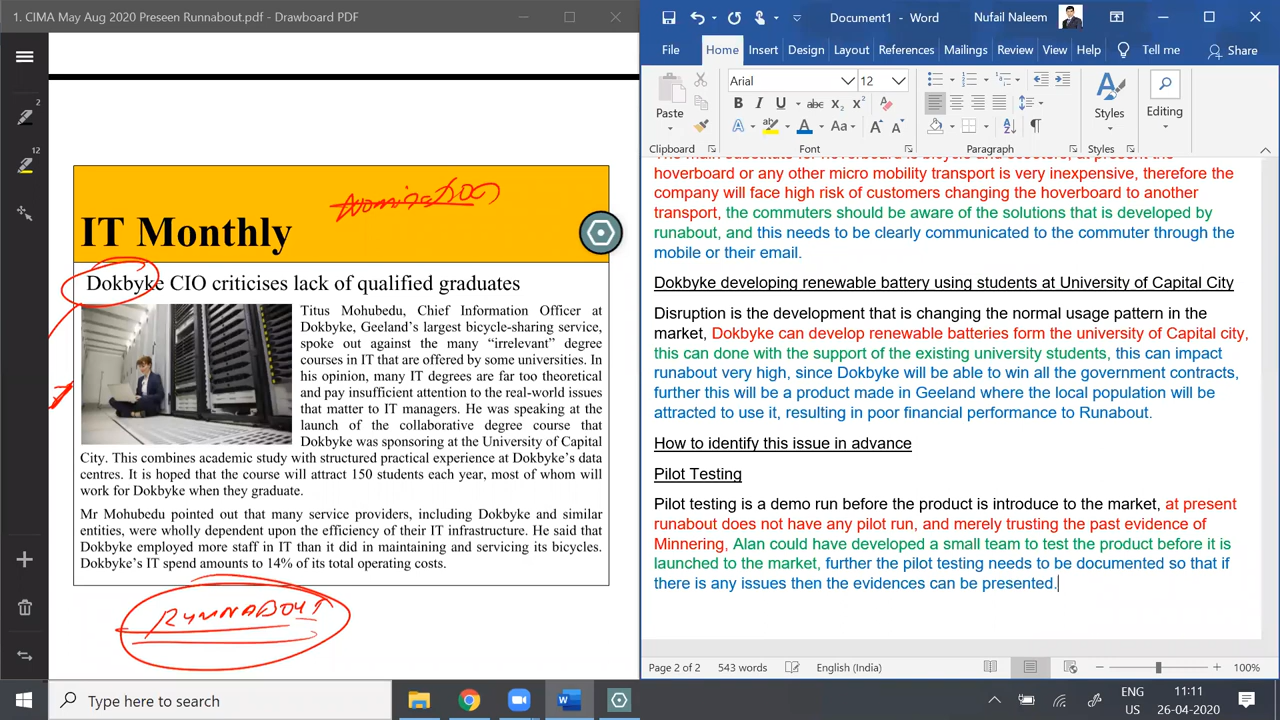 1. CIMA May Aug 2020 Preseen Runnabout.pdf - Drawboard PDF
2
12
IT Monthly
Dokbyke CIO criticises lack of qualified graduates
Titus Mohubedu, Chief Information Officer at
Dokbyke, Geeland's largest bicycle-sharing service,
spoke out against the many "irrelevant" degree
courses in IT that are offered by some universities. In
his opinion, many IT degrees are far too theoretical
and pay insufficient attention to the real-world issues
that matter to IT managers. He was speaking at the
launch of the collaborative degree course that
Dokbyke was sponsoring at the University of Capital
City. This combines academic study with structured practical experience at Dokbyke's data
centres. It is hoped that the course will attract 150 students each year, most of whom will
work for Dokbyke when they graduate.
Mr Mohubedu pointed out that many service providers, including Dokbyke and similar
entities, were wholly dependent upon the efficiency of their IT infrastructure. He said that
Dokbyke employed more staff in IT than it did in maintaining and servicing its bicycles.
Dokbyke's IT spend amounts to 14% of its total operating costs.
RUNNABOUT
Document1 - Word
Nufail Naleem
File Home Insert Design Layout References Mailings Review View Help Tell me Share
Paste
Clipboard
Arial 12
B I U abc x₂ x²
A Aa A A
Font
Paragraph
Styles
Styles
Editing
The main substitute for hoverboard is bicycle and scooters, at present the
hoverboard or any other micro mobility transport is very inexpensive, therefore the
company will face high risk of customers changing the hoverboard to another
transport, the commuters should be aware of the solutions that is developed by
runabout, and this needs to be clearly communicated to the commuter through the
mobile or their email.
Dokbyke developing renewable battery using students at University of Capital City
Disruption is the development that is changing the normal usage pattern in the
market, Dokbyke can develop renewable batteries form the university of Capital city,
this can done with the support of the existing university students, this can impact
runabout very high, since Dokbyke will be able to win all the government contracts,
further this will be a product made in Geeland where the local population will be
attracted to use it, resulting in poor financial performance to Runabout.
How to identify this issue in advance
Pilot Testing
Pilot testing is a demo run before the product is introduce to the market, at present
runabout does not have any pilot run, and merely trusting the past evidence of
Minnering, Alan could have developed a small team to test the product before it is
launched to the market, further the pilot testing needs to be documented so that if
there is any issues then the evidences can be presented.
Page 2 of 2 543 words English (India) 100%
Type here to search
ENG
US
11:11
26-04-2020